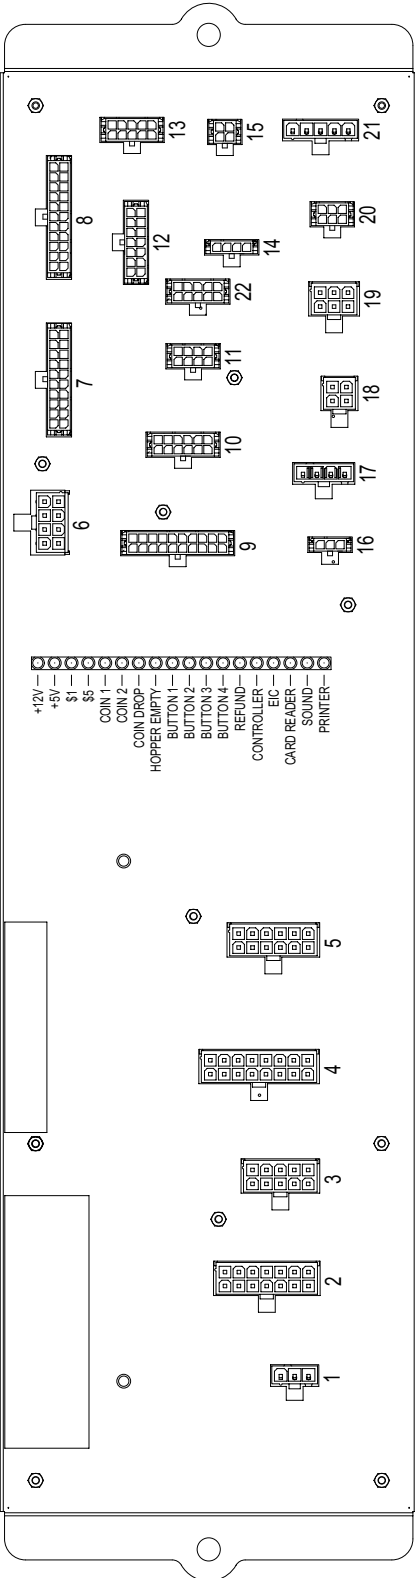 13
15
21
8
12
14
20
22
19
11
7
18
10
17
6
9
16
+12V
+5V
$1
$5
COIN 1
COIN 2
COIN DROP
HOPPER EMPTY
BUTTON 1
BUTTON 2
BUTTON 3
BUTTON 4
REFUND
CONTROLLER
EIC
CARD READER
SOUND
PRINTER
5
4
3
2
1